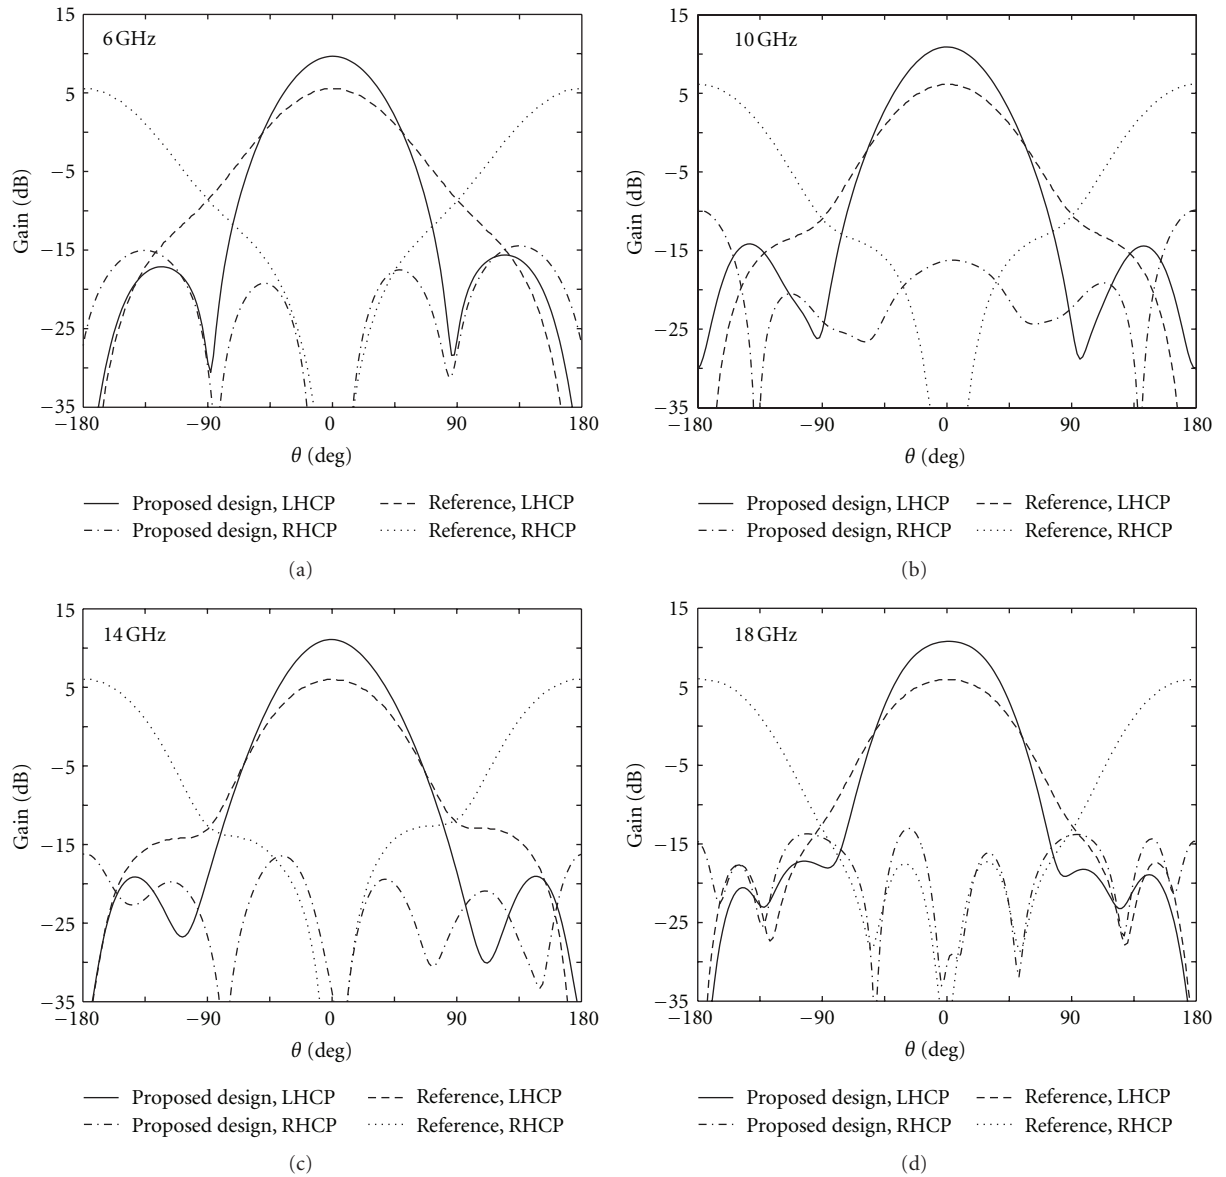 15
5
−5
−15
−25
−35
Gain (dB)
6 GHz
−180
−90
0
90
180
θ (deg)
Proposed design, LHCP
Proposed design, RHCP
Reference, LHCP
Reference, RHCP
(a)
15
5
−5
−15
−25
−35
Gain (dB)
10 GHz
−180
−90
0
90
180
θ (deg)
Proposed design, LHCP
Proposed design, RHCP
Reference, LHCP
Reference, RHCP
(b)
15
5
−5
−15
−25
−35
Gain (dB)
14 GHz
−180
−90
0
90
180
θ (deg)
Proposed design, LHCP
Proposed design, RHCP
Reference, LHCP
Reference, RHCP
(c)
15
5
−5
−15
−25
−35
Gain (dB)
18 GHz
−180
−90
0
90
180
θ (deg)
Proposed design, LHCP
Proposed design, RHCP
Reference, LHCP
Reference, RHCP
(d)